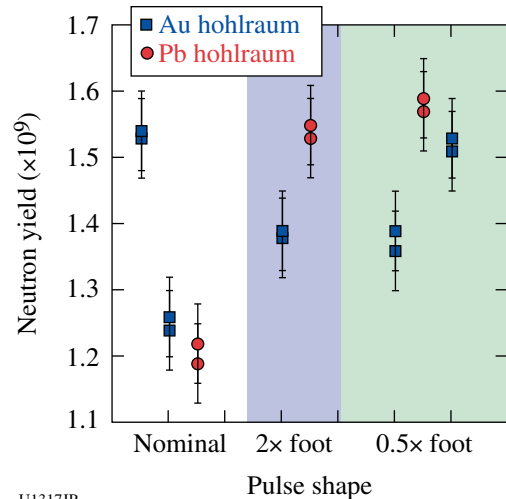 Au hohlraum
Pb hohlraum
Neutron yield (×10⁹)
1.7
1.6
1.5
1.4
1.3
1.2
1.1
Nominal 2× foot 0.5× foot
Pulse shape
U1317JR